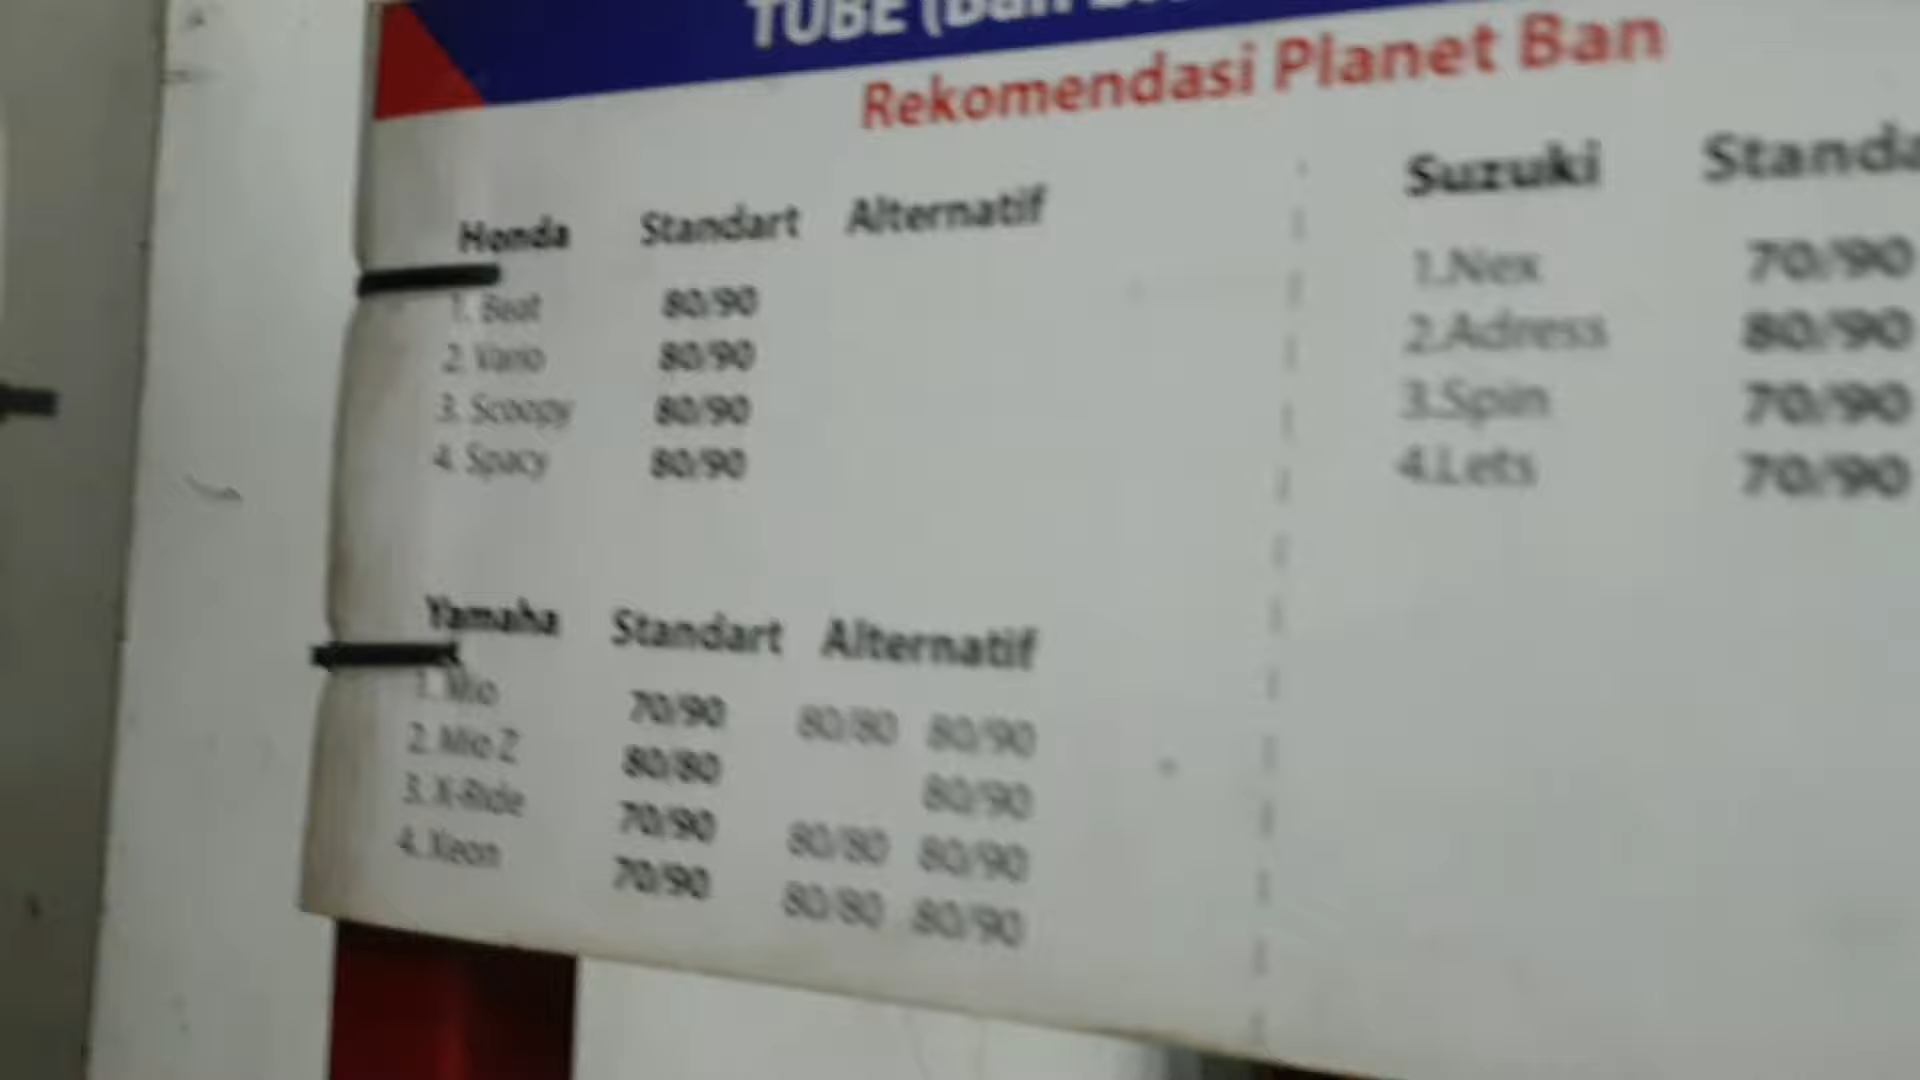 TUBE (Ban
Rekomendasi Planet Ban
Honda Standart Alternatif
1. Beat 80/90
2. Vario 80/90
3. Scoopy 80/90
4. Spacy 80/90
Yamaha Standart Alternatif
1. Mio 70/90 80/80 80/90
2. Mio Z 80/80 80/90
3. X-Ride 70/90 80/80 80/90
4. Xeon 70/90 80/80 80/90
Suzuki Standa
1.Nex 70/90
2.Adress 80/90
3.Spin 70/90
4.Lets 70/90